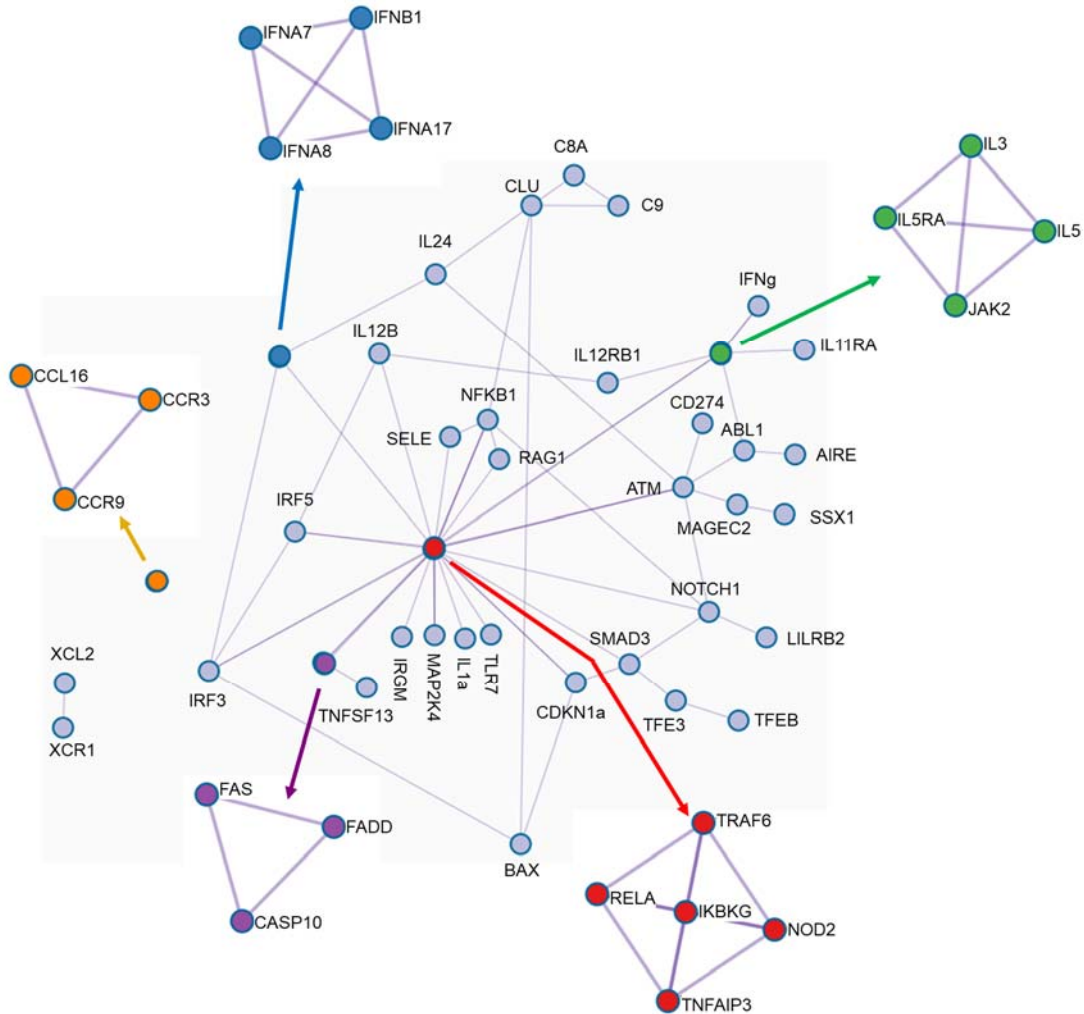 IFNB1
IFNA7
IFNA17
IFNA8
C8A
IL3
CLU
C9
IL5RA
IL5
IL24
IFNg
JAK2
IL12B
IL12RB1
IL11RA
CCL16
CCR3
NFKB1
CD274
SELE
ABL1
RAG1
AIRE
CCR9
IRF5
ATM
MAGEC2
SSX1
NOTCH1
SMAD3
LILRB2
XCL2
IRF3
IRGM
MAP2K4
IL1a
TLR7
TNFSF13
CDKN1a
TFE3
TFEB
XCR1
FAS
FADD
TRAF6
BAX
RELA
IKBKG
CASP10
NOD2
TNFAIP3